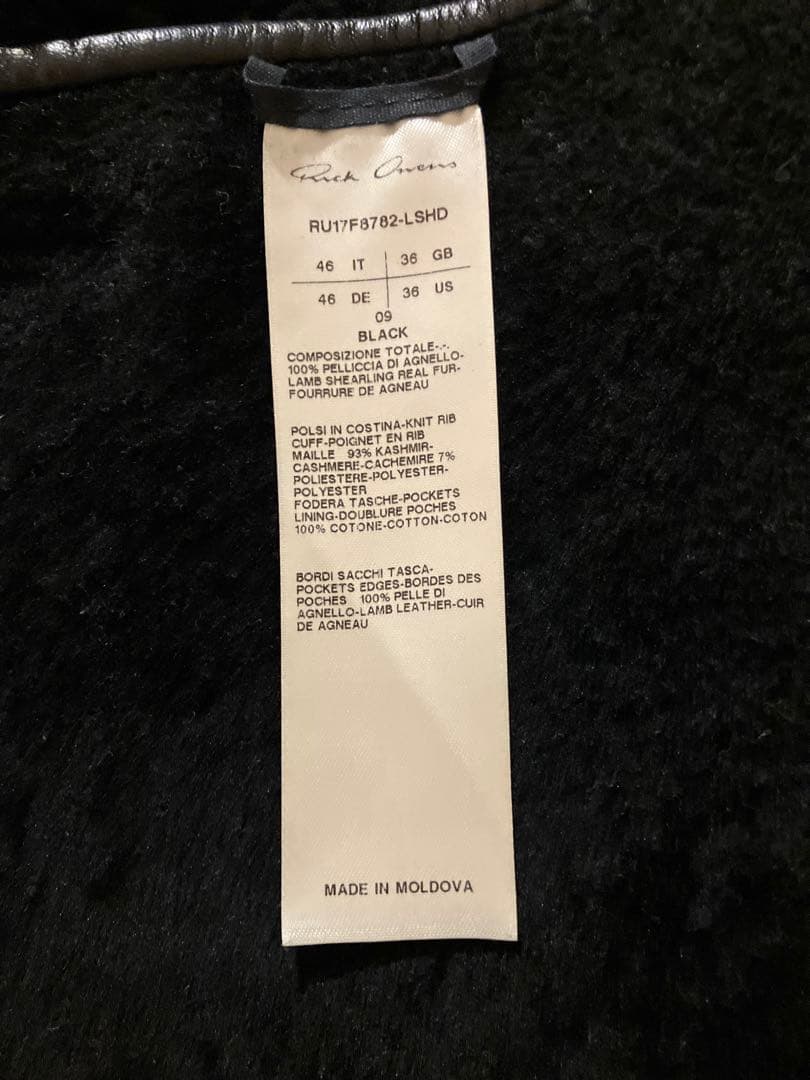 Rick Owens
RU17F8782-LSHD
46 IT 36 GB
46 DE 36 US
09
BLACK
COMPOSIZIONE TOTALE-.-.
100% PELLICCIA DI AGNELLO-
LAMB SHEARLING REAL FUR-
FOURRURE DE AGNEAU
POLSI IN COSTINA-KNIT RIB
CUFF-POIGNET EN RIB
MAILLE 93% KASHMIR-
CASHMERE-CACHEMIRE 7%
POLIESTERE-POLYESTER-
POLYESTER
FODERA TASCHE-POCKETS
LINING-DOUBLURE POCHES
100% COTONE-COTTON-COTON
BORDI SACCHI TASCA-
POCKETS EDGES-BORDES DES
POCHES 100% PELLE DI
AGNELLO-LAMB LEATHER-CUIR
DE AGNEAU
MADE IN MOLDOVA